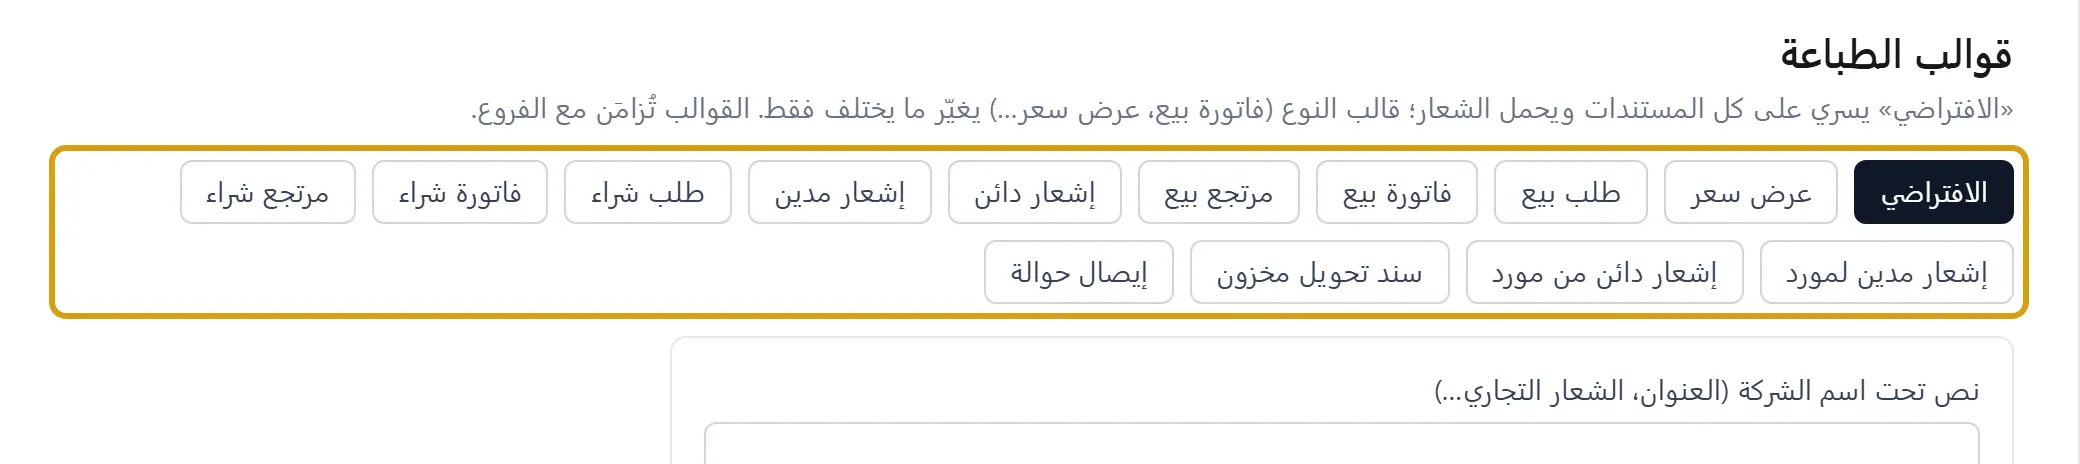 قوالب الطباعة
«الافتراضي» يسري على كل المستندات ويحمل الشعار؛ قالب النوع (فاتورة بيع، عرض سعر...) يغيّر ما يختلف فقط. القوالب تُزامَن مع الفروع.
الافتراضي عرض سعر طلب بيع فاتورة بيع مرتجع بيع إشعار دائن إشعار مدين طلب شراء فاتورة شراء مرتجع شراء
إشعار مدين لمورد إشعار دائن من مورد سند تحويل مخزون إيصال حوالة
نص تحت اسم الشركة (العنوان، الشعار التجاري...)